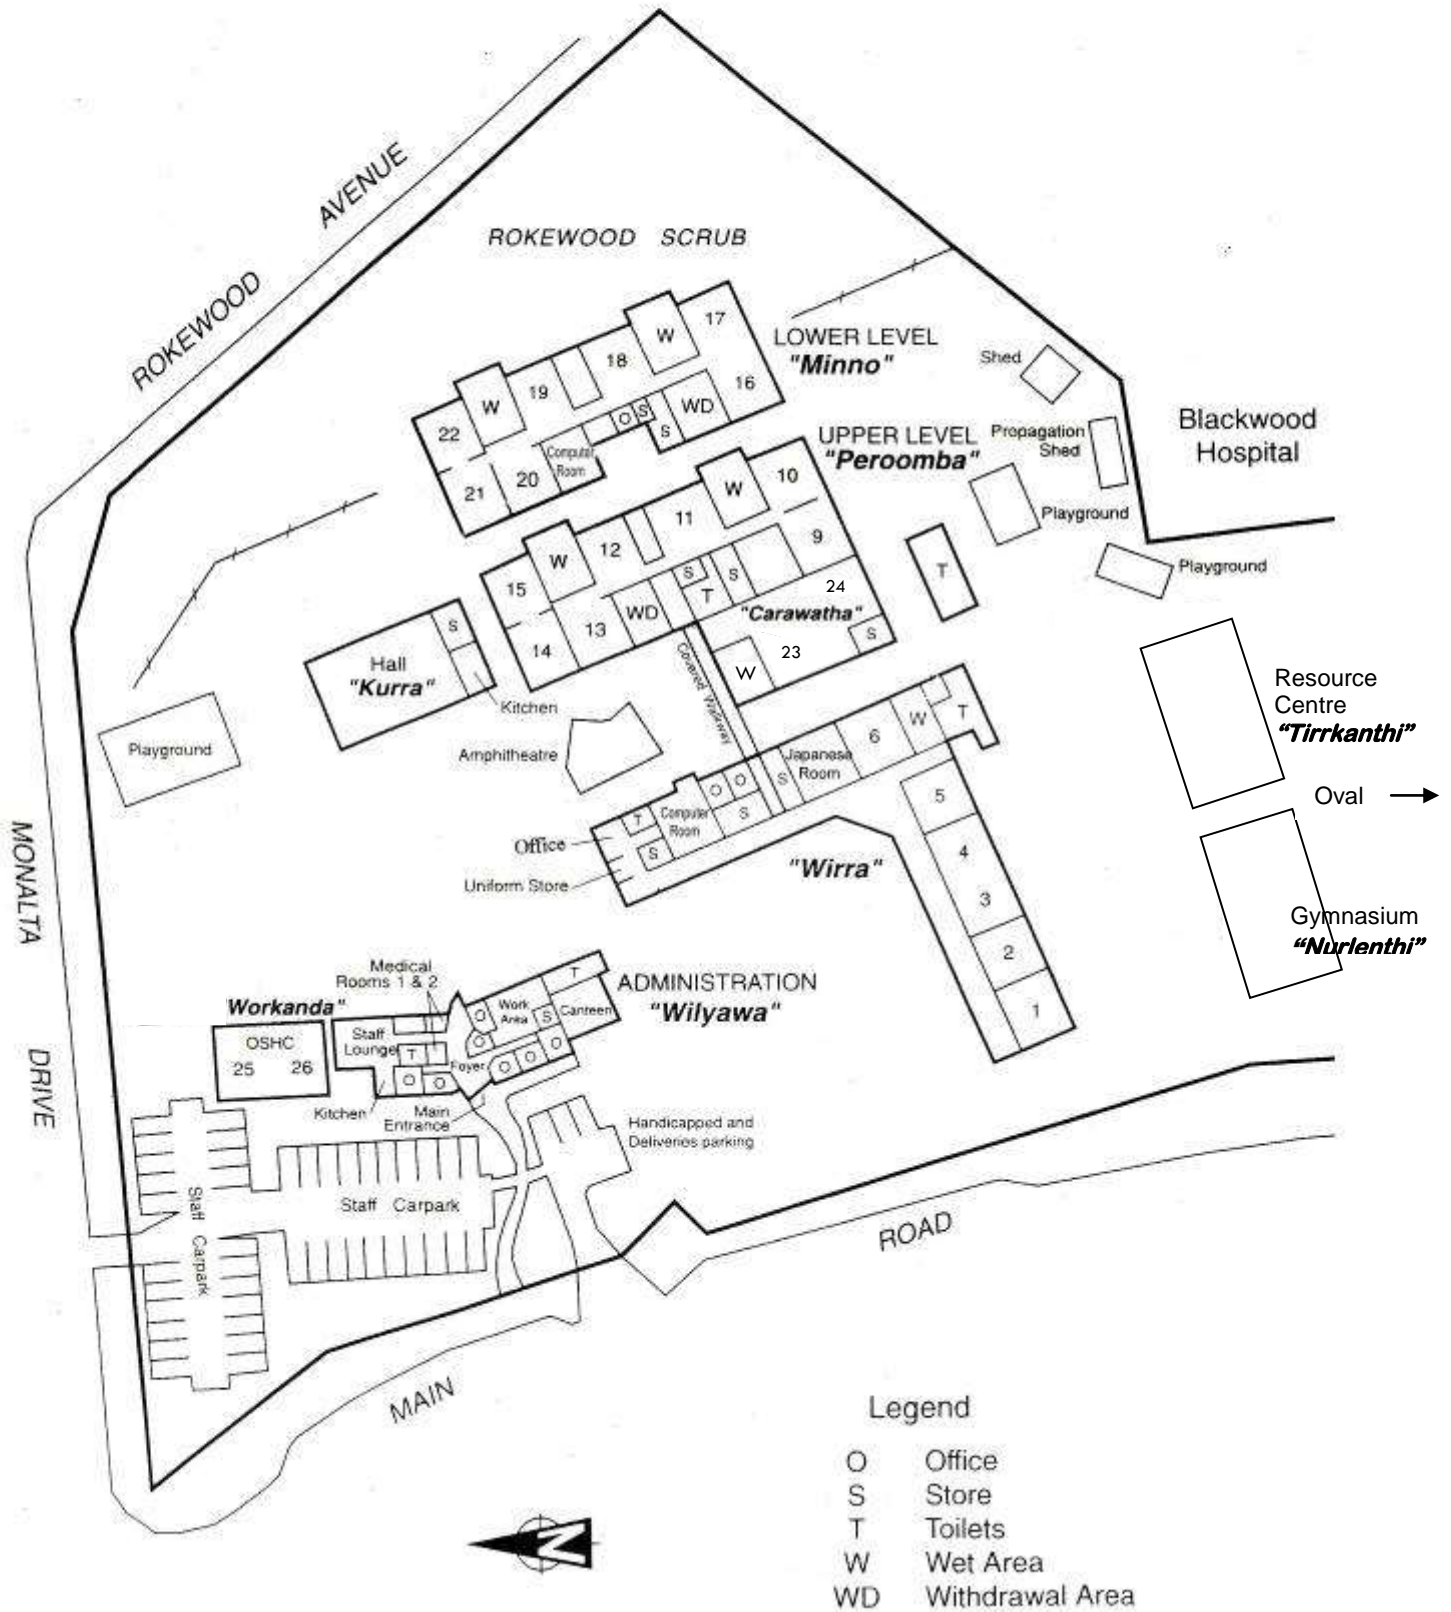 ROKEWOOD AVENUE
ROKEWOOD SCRUB
17
W
18
LOWER LEVEL
"Minno"
Shed
W
19
16
WD
O
S
S
22
Computer
Room
20
21
Blackwood
Hospital
UPPER LEVEL
"Peroomba"
Propagation
Shed
10
W
11
Playground
9
12
W
15
S
S
T
WD
13
14
24
"Carawatha"
S
23
W
T
Playground
S
Hall
"Kurra"
Kitchen
Covered Walkway
Amphitheatre
Playground
Resource
Centre
"Tirrkanthi"
Oval
T
W
6
Japanese
Room
S
O
O
S
Computer
Room
T
S
Office
Uniform Store
"Wirra"
5
4
3
2
1
Gymnasium
"Nurlenthi"
MONALTA DRIVE
Medical
Rooms 1 & 2
ADMINISTRATION
"Wilyawa"
Workanda"
T
Work
Area
S
Canteen
O
O
O
O
O
Foyer
Staff
Lounge
T
O
O
OSHC
25 26
Kitchen
Main
Entrance
Handicapped and
Deliveries parking
Staff Carpark
Staff Carpark
MAIN ROAD
N
Legend
O Office
S Store
T Toilets
W Wet Area
WD Withdrawal Area